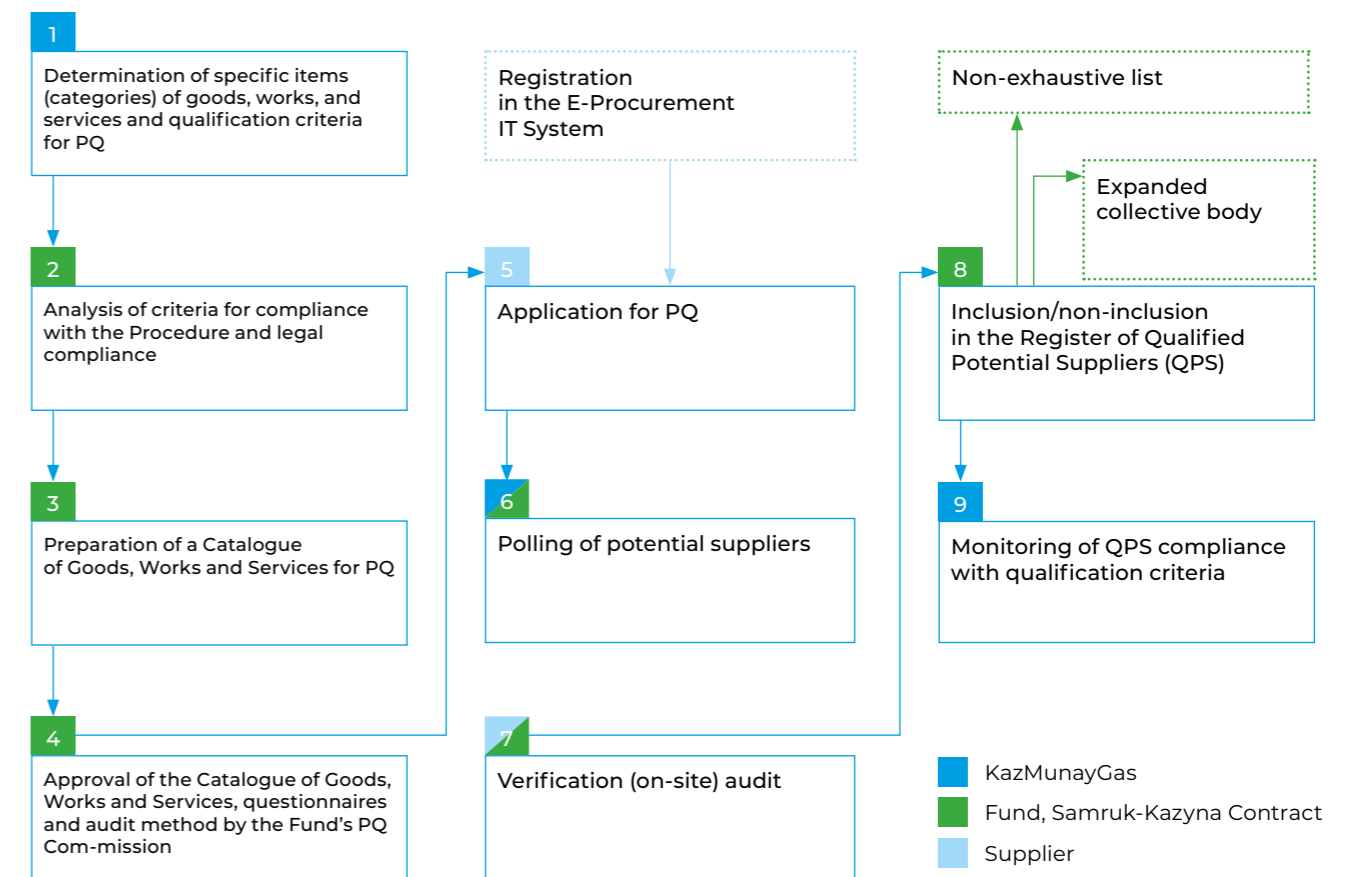 1
Determination of specific items
(categories) of goods, works, and
services and qualification criteria
for PQ
2
Analysis of criteria for compliance
with the Procedure and legal
compliance
3
Preparation of a Catalogue
of Goods, Works and Services for PQ
4
Approval of the Catalogue of Goods,
Works and Services, questionnaires
and audit method by the Fund’s PQ
Com-mission
Registration
in the E-Procurement
IT System
5
Application for PQ
6
Polling of potential suppliers
7
Verification (on-site) audit
Non-exhaustive list
Expanded
collective body
8
Inclusion/non-inclusion
in the Register of Qualified
Potential Suppliers (QPS)
9
Monitoring of QPS compliance
with qualification criteria
KazMunayGas
Fund, Samruk-Kazyna Contract
Supplier